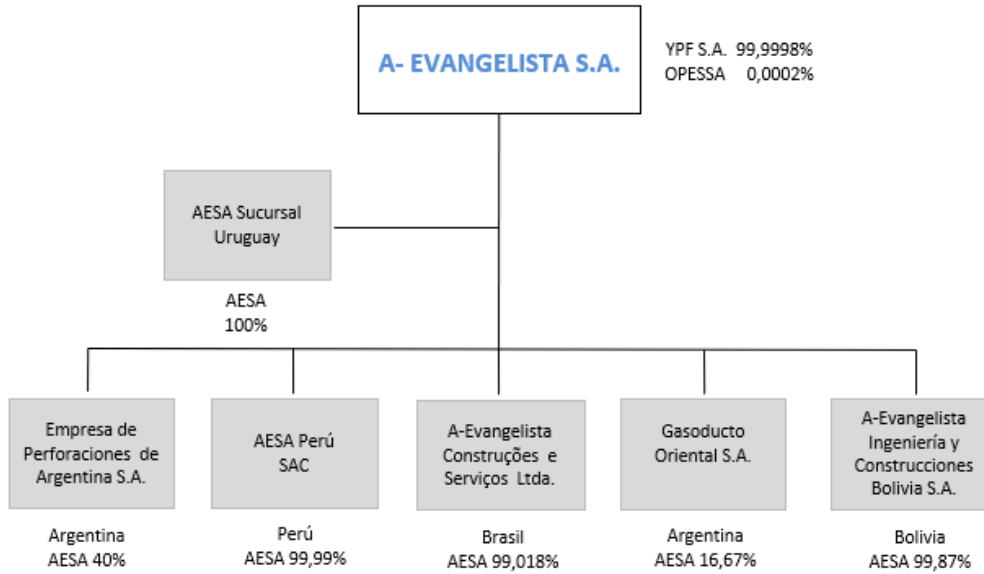 A- EVANGELISTA S.A.
YPF S.A. 99,9998%
OPESSA 0,0002%
AESA Sucursal
Uruguay
AESA
100%
Empresa de
Perforaciones de
Argentina S.A.
Argentina
AESA 40%
AESA Perú
SAC
Perú
AESA 99,99%
A-Evangelista
Construções e
Serviços Ltda.
Brasil
AESA 99,018%
Gasoducto
Oriental S.A.
Argentina
AESA 16,67%
A-Evangelista
Ingeniería y
Construcciones
Bolivia S.A.
Bolivia
AESA 99,87%